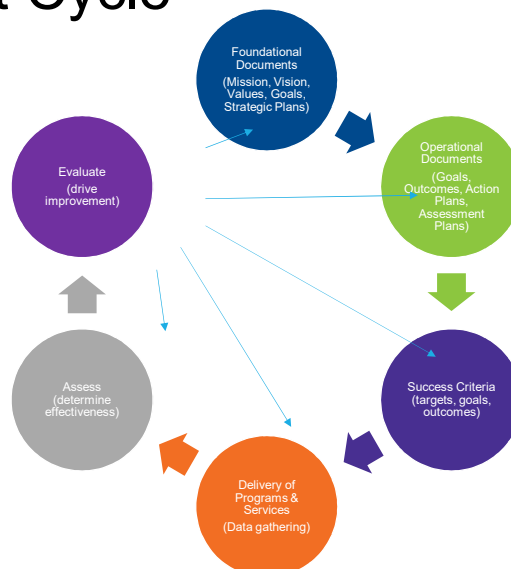 t Cycle
Foundational
Documents
(Mission, Vision,
Values, Goals,
Strategic Plans)
Operational
Documents
(Goals,
Outcomes, Action
Plans,
Assessment
Plans)
Success Criteria
(targets, goals,
outcomes)
Delivery of
Programs &
Services
(Data gathering)
Assess
(determine
effectiveness)
Evaluate
(drive
improvement)